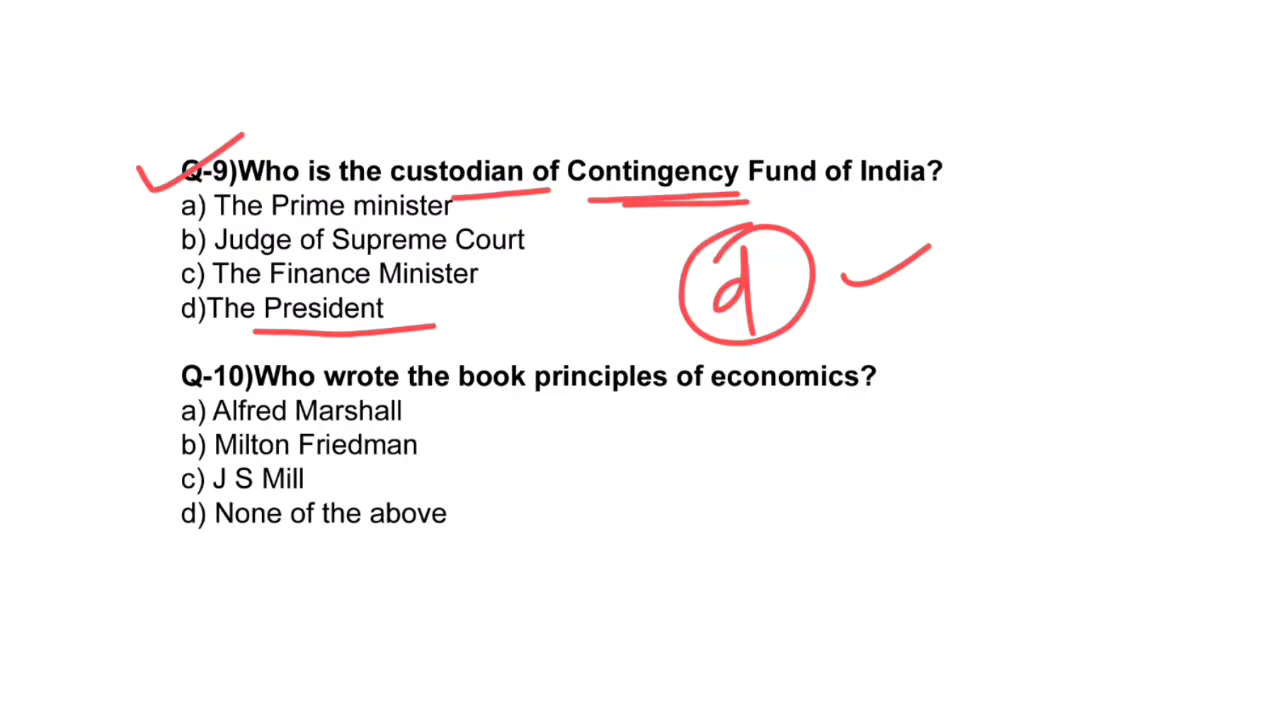 Q-9)Who is the custodian of Contingency Fund of India?
a) The Prime minister
b) Judge of Supreme Court
c) The Finance Minister
d)The President
d
Q-10)Who wrote the book principles of economics?
a) Alfred Marshall
b) Milton Friedman
c) J S Mill
d) None of the above